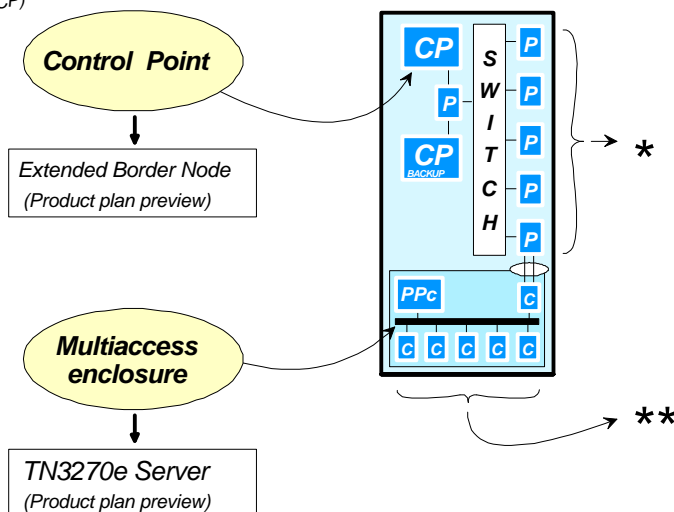 CP)
Control Point
Extended Border Node
(Product plan preview)
CP
P
CP
BACKUP
S
W
I
T
C
H
P
P
P
P
P
*
PPc
C
C
C
C
C
C
Multiaccess
enclosure
**
TN3270e Server
(Product plan preview)